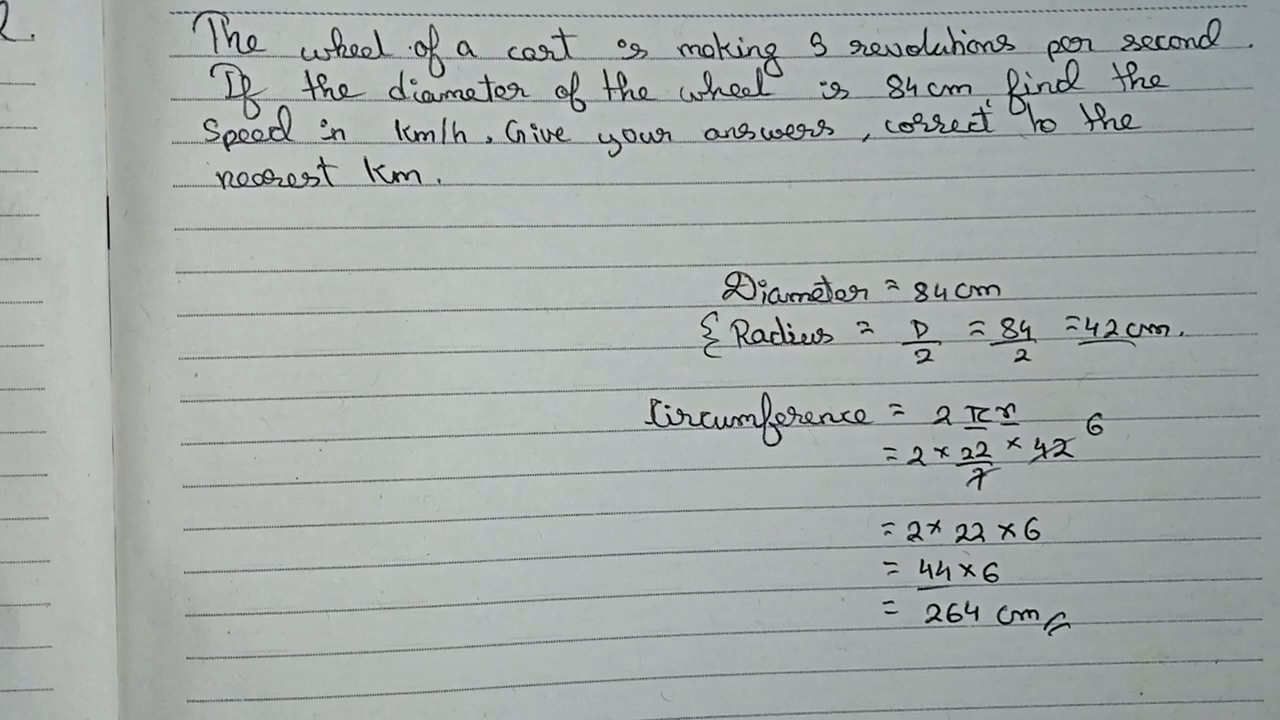 2.
The wheel of a cart is making 5 revolutions per second.
If the diameter of the wheel is 84 cm, find the
Speed in km/h. Give your answers, correct to the
nearest km.
Diameter = 84 cm
{ Radius = D/2 = 84/2 = 42 cm.
Circumference = 2πr
= 2 × 22/7 × 42 6
= 2 × 22 × 6
= 44 × 6
= 264 cm